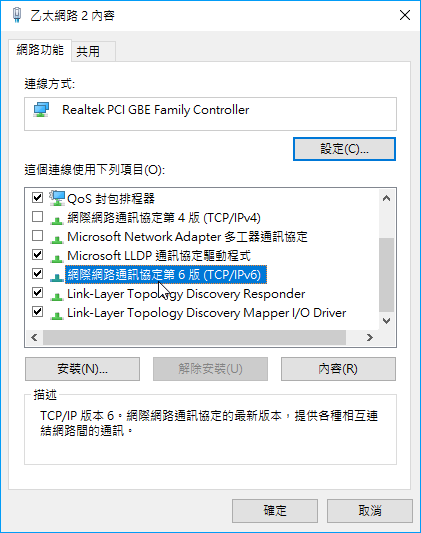 乙太網路 2 內容
網路功能
共用
連線方式:
Realtek PCI GBE Family Controller
設定(C)...
這個連線使用下列項目(O):
QoS 封包排程器
網際網路通訊協定第 4 版 (TCP/IPv4)
Microsoft Network Adapter 多工器通訊協定
Microsoft LLDP 通訊協定驅動程式
網際網路通訊協定第 6 版 (TCP/IPv6)
Link-Layer Topology Discovery Responder
Link-Layer Topology Discovery Mapper I/O Driver
安裝(N)...
解除安裝(U)
內容(R)
描述
TCP/IP 版本 6。網際網路通訊協定的最新版本，提供各種相互連
結網路間的通訊。
確定
取消